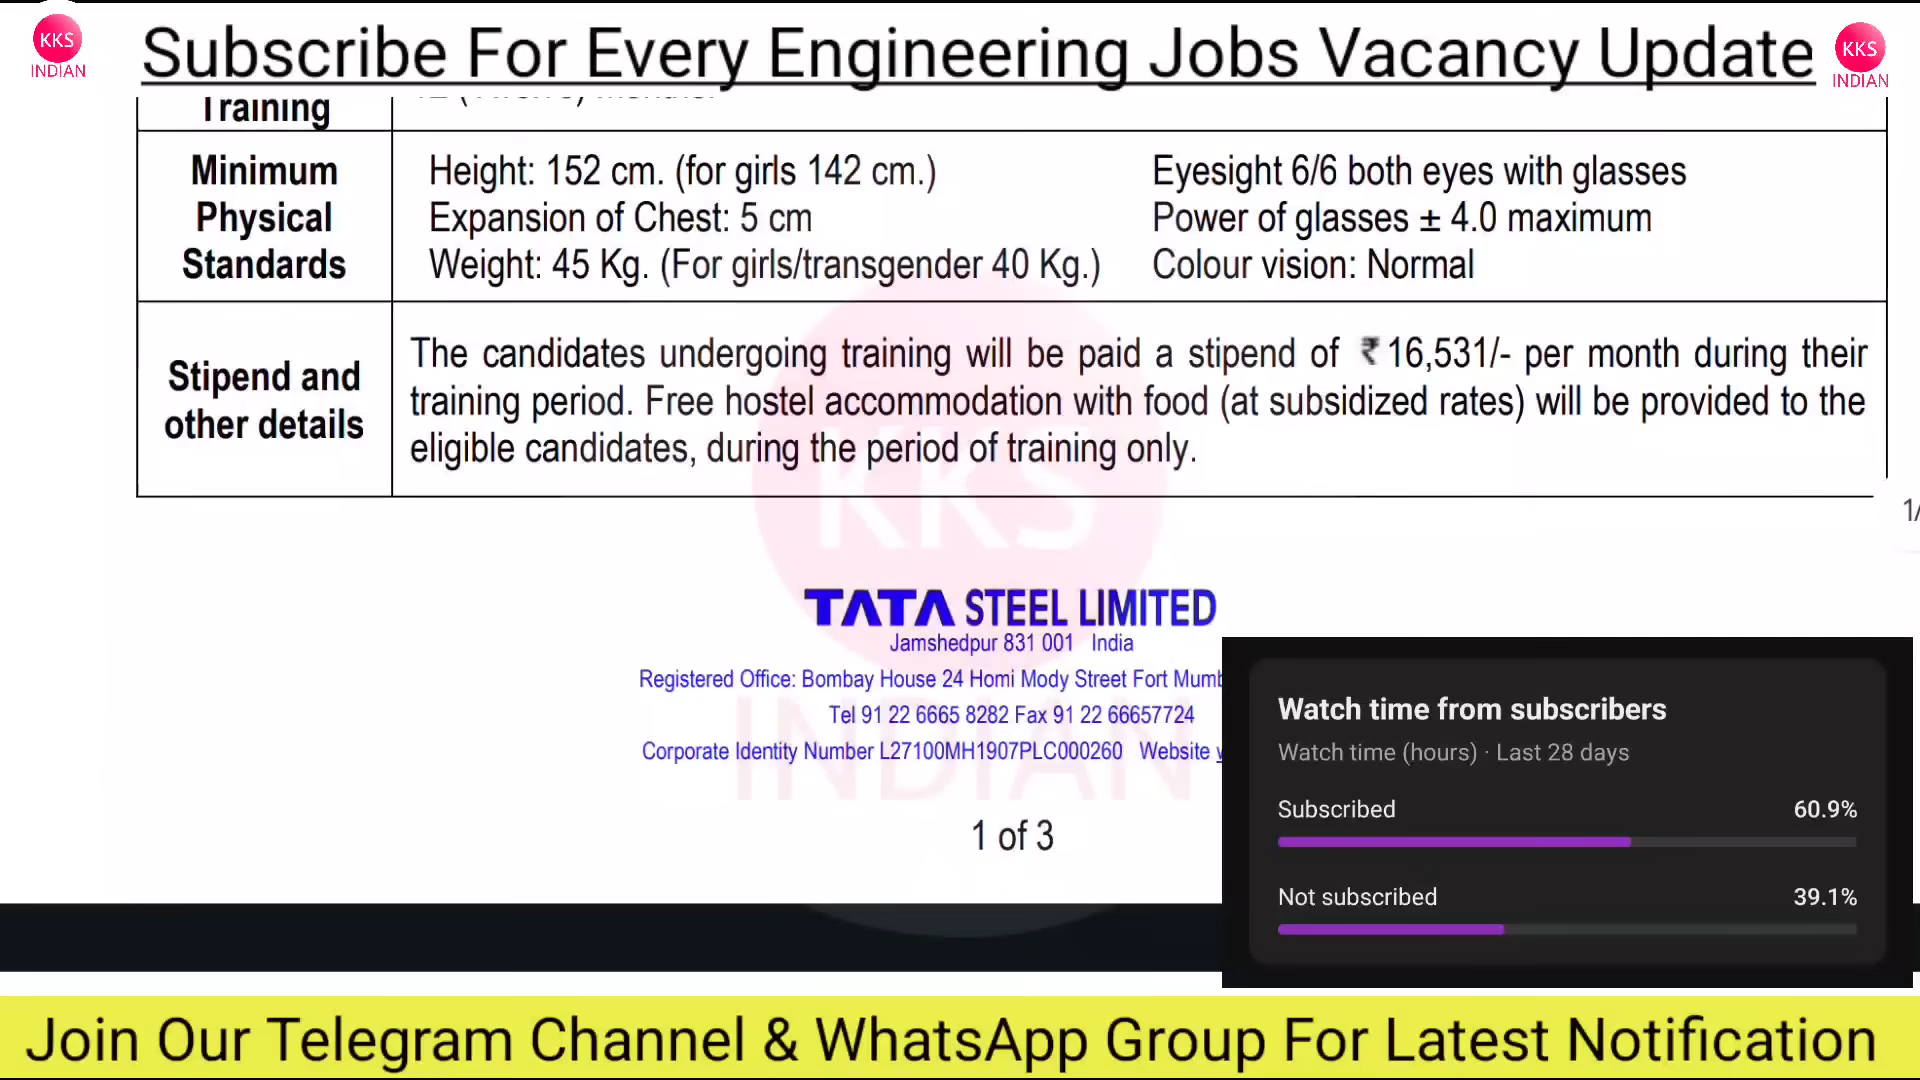 KKS
INDIAN
Subscribe For Every Engineering Jobs Vacancy Update
KKS
INDIAN
Training
Minimum
Physical
Standards
Height: 152 cm. (for girls 142 cm.)
Expansion of Chest: 5 cm
Weight: 45 Kg. (For girls/transgender 40 Kg.)
Eyesight 6/6 both eyes with glasses
Power of glasses ± 4.0 maximum
Colour vision: Normal
Stipend and
other details
The candidates undergoing training will be paid a stipend of ₹ 16,531/- per month during their
training period. Free hostel accommodation with food (at subsidized rates) will be provided to the
eligible candidates, during the period of training only.
1/
KKS
INDIAN
TATA STEEL LIMITED
Jamshedpur 831 001 India
Registered Office: Bombay House 24 Homi Mody Street Fort
Tel 91 22 6665 8282 Fax 91 22 66657724
Corporate Identity Number L27100MH1907PLC000260 Website
1 of 3
Watch time from subscribers
Watch time (hours) · Last 28 days
Subscribed 60.9%
Not subscribed 39.1%
Join Our Telegram Channel & WhatsApp Group For Latest Notification